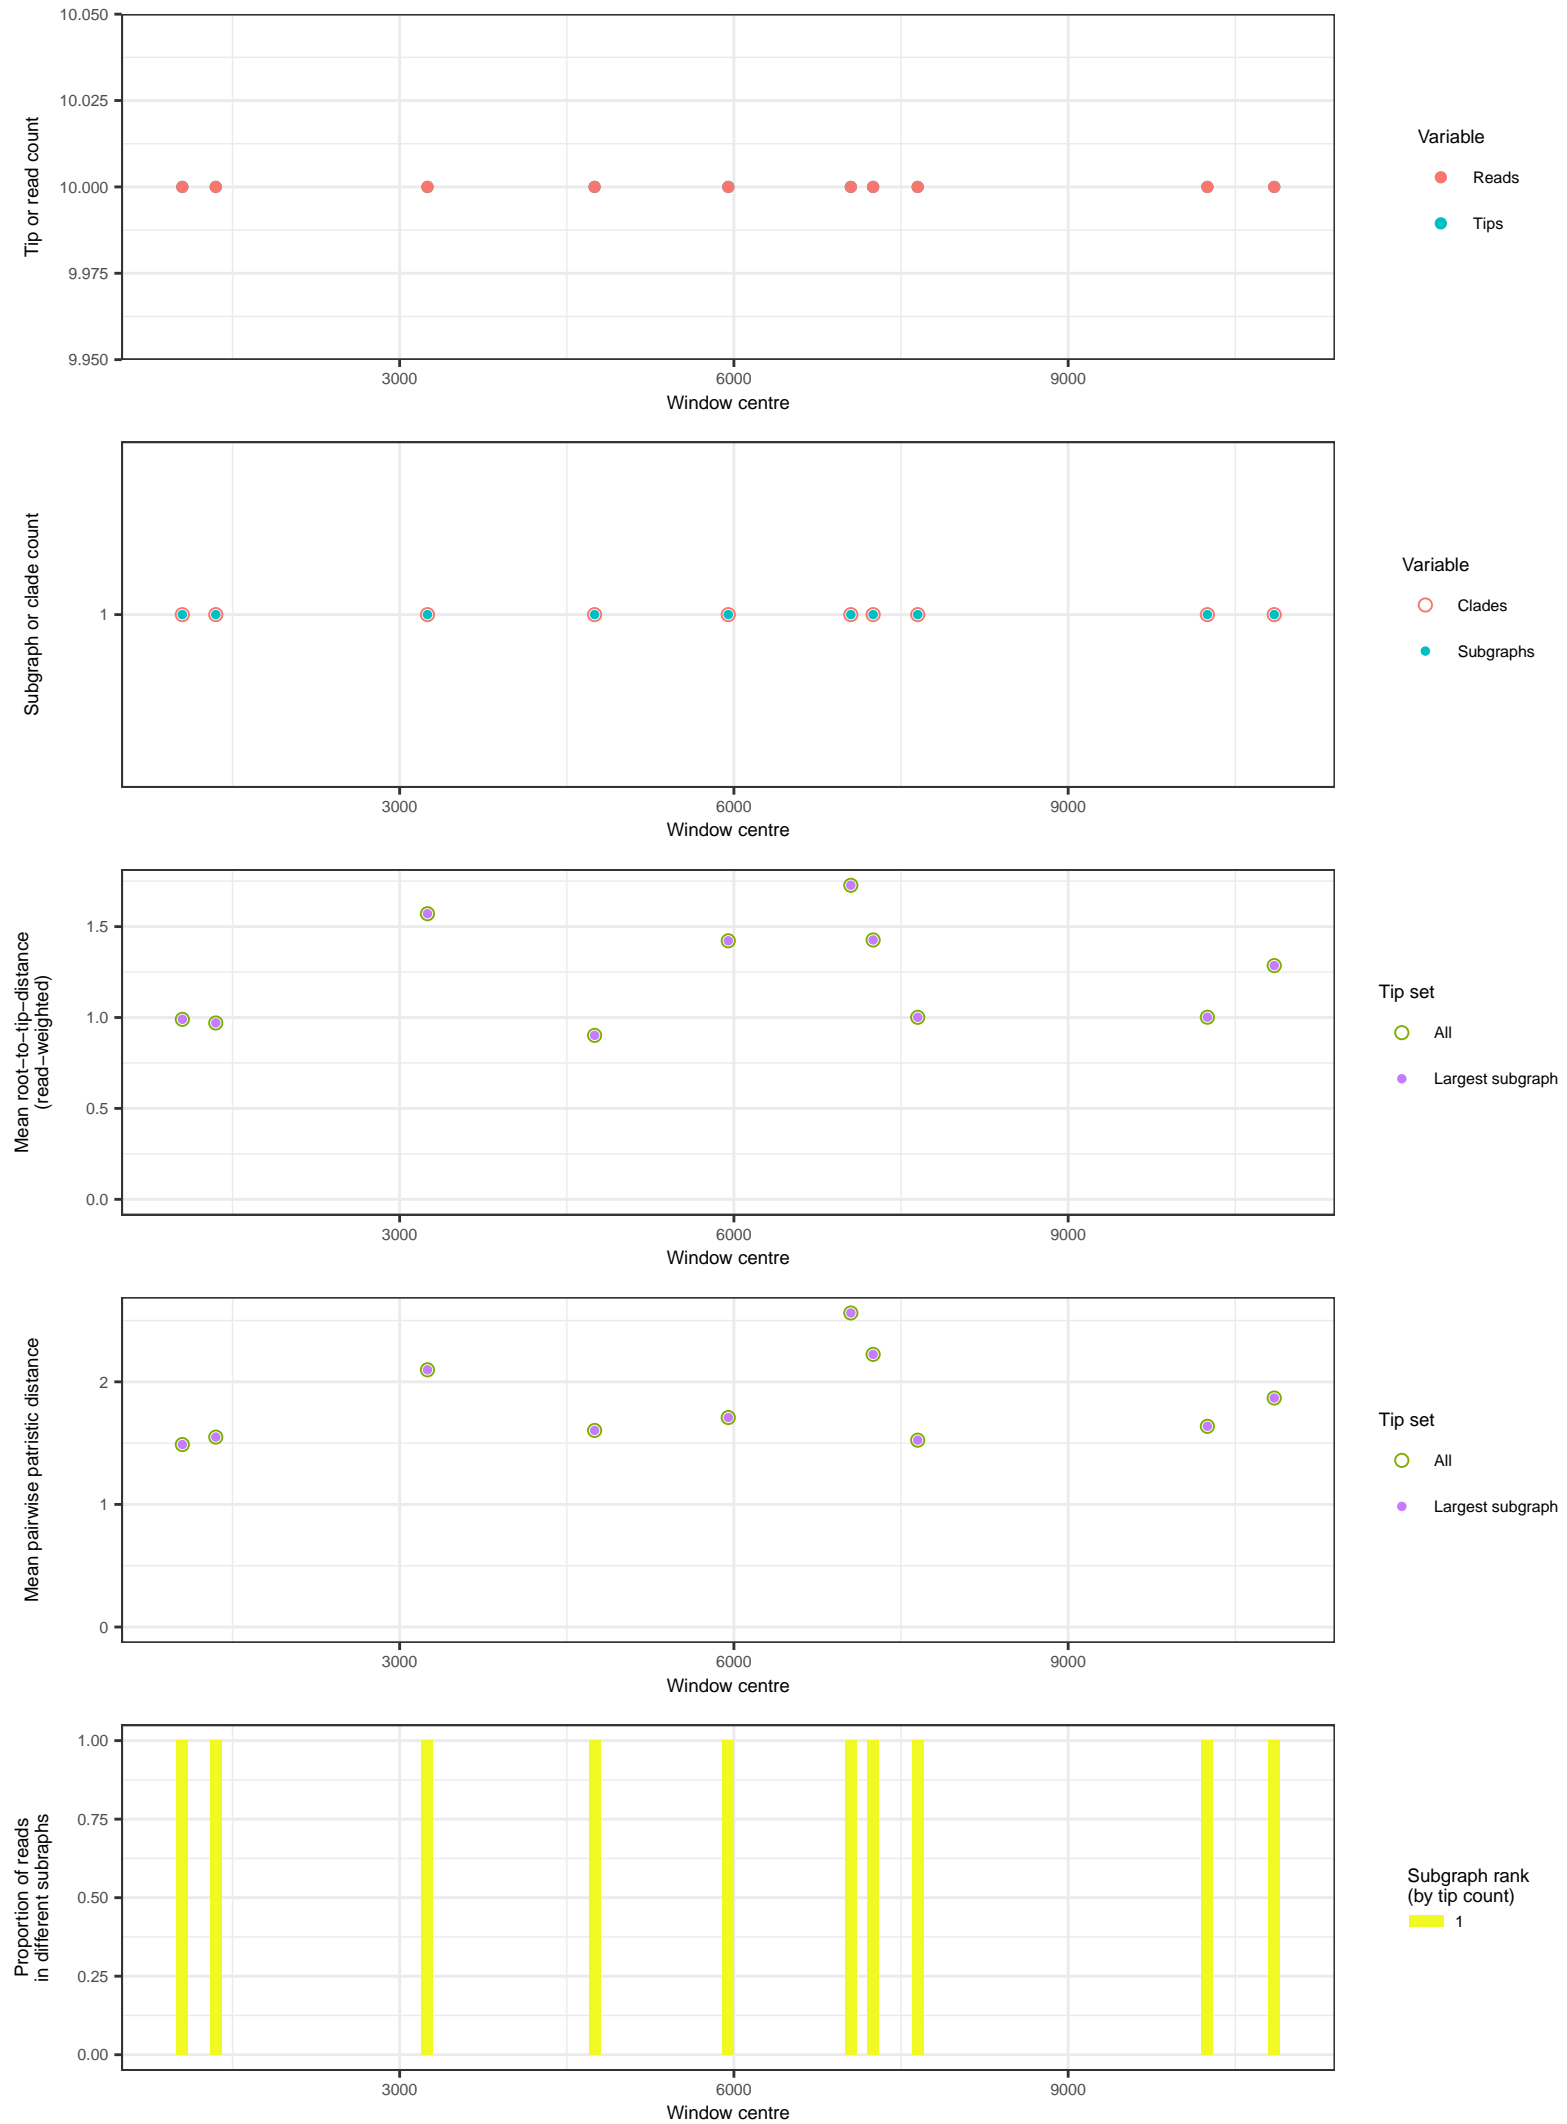 10.050
10.025
10.000
9.975
9.950
Tip or read count
3000 6000 9000
Window centre
Variable
Reads
Tips
1
Subgraph or clade count
3000 6000 9000
Window centre
Variable
Clades
Subgraphs
1.5
1.0
0.5
0.0
Mean root−to−tip−distance
(read−weighted)
3000 6000 9000
Window centre
Tip set
All
Largest subgraph
2
1
0
Mean pairwise patristic distance
3000 6000 9000
Window centre
Tip set
All
Largest subgraph
1.00
0.75
0.50
0.25
0.00
Proportion of reads
in different subraphs
3000 6000 9000
Window centre
Subgraph rank
(by tip count)
1